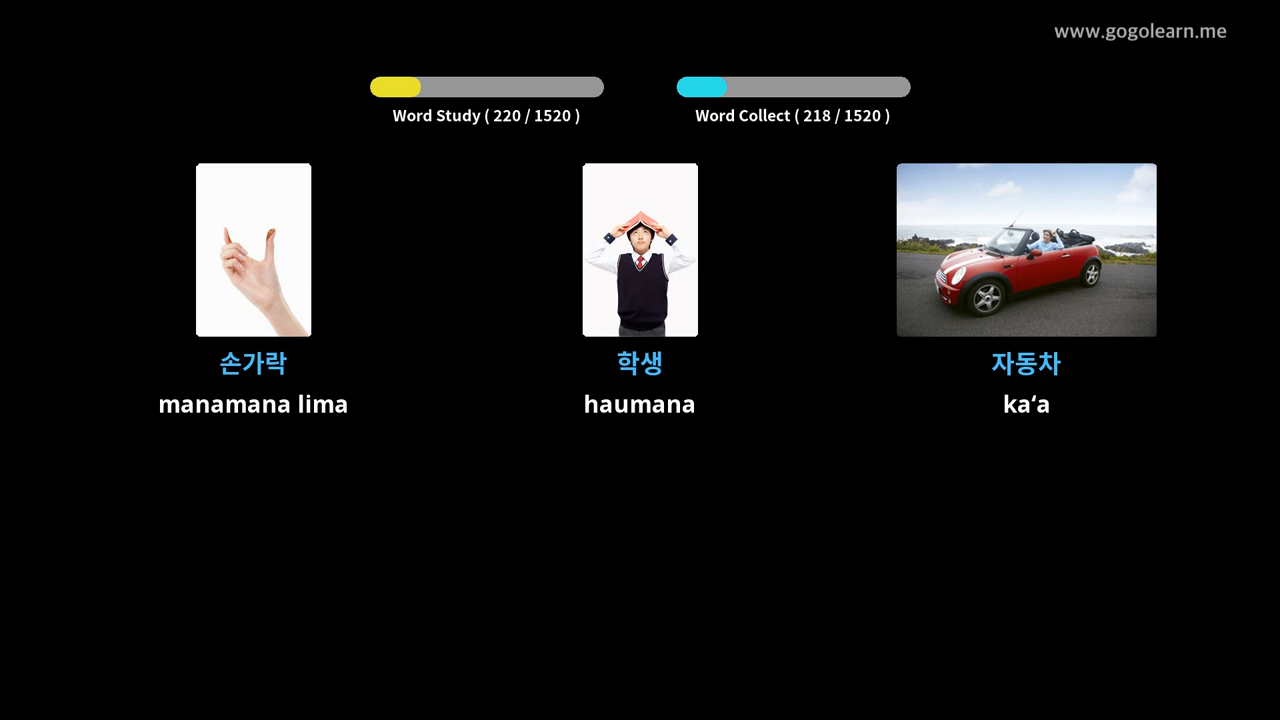 www.gogolearn.me
Word Study ( 220 / 1520 )
Word Collect ( 218 / 1520 )
손가락
학생
자동차
manamana lima
haumana
kaʻa